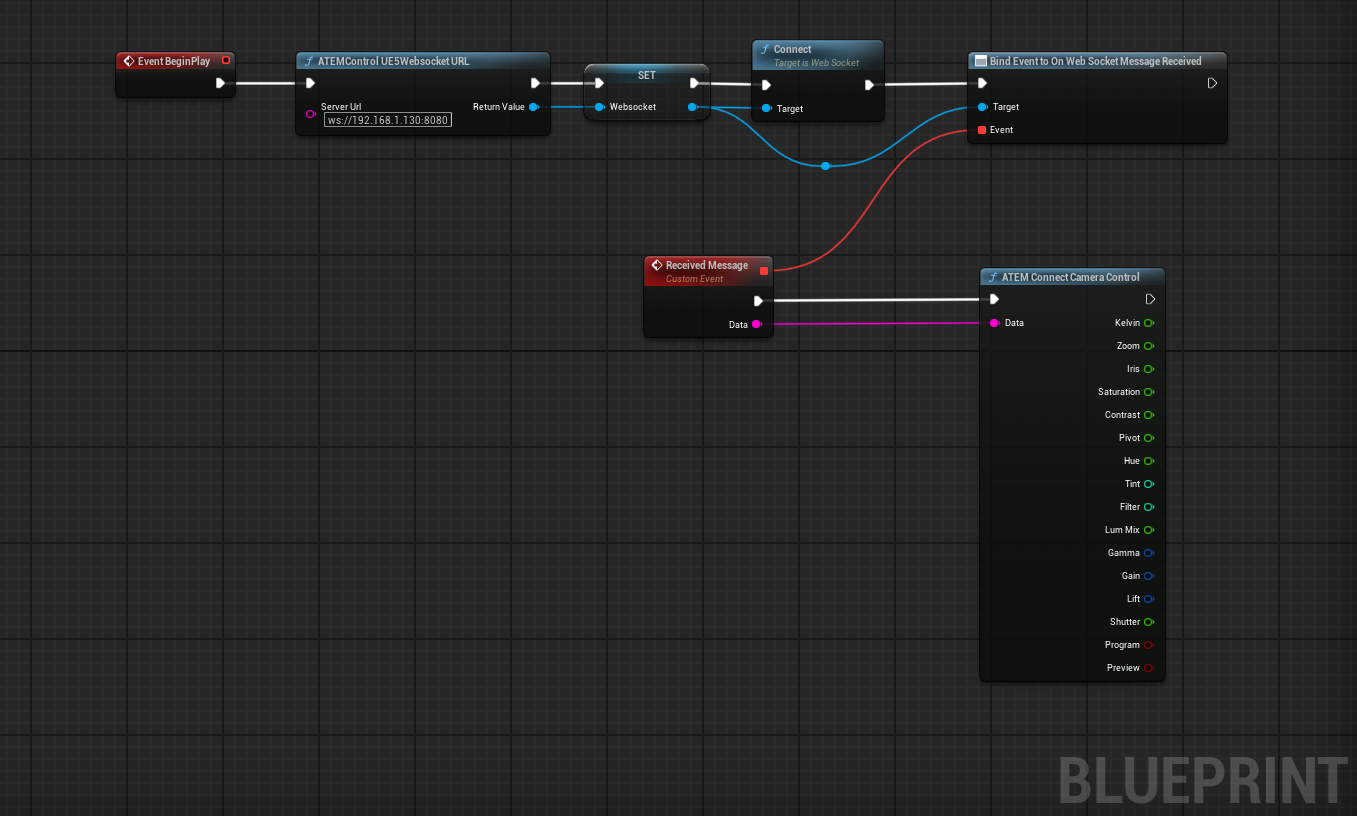 Event BeginPlay
ATEMControl UE5Websocket URL
Server Url
ws://192.168.1.130:8080
Return Value
SET
Websocket
Connect
Target is Web Socket
Target
Bind Event to On Web Socket Message Received
Target
Event
Received Message
Custom Event
Data
ATEM Connect Camera Control
Data
Kelvin
Zoom
Iris
Saturation
Contrast
Pivot
Hue
Tint
Filter
Lum Mix
Gamma
Gain
Lift
Shutter
Program
Preview
BLUEPRINT